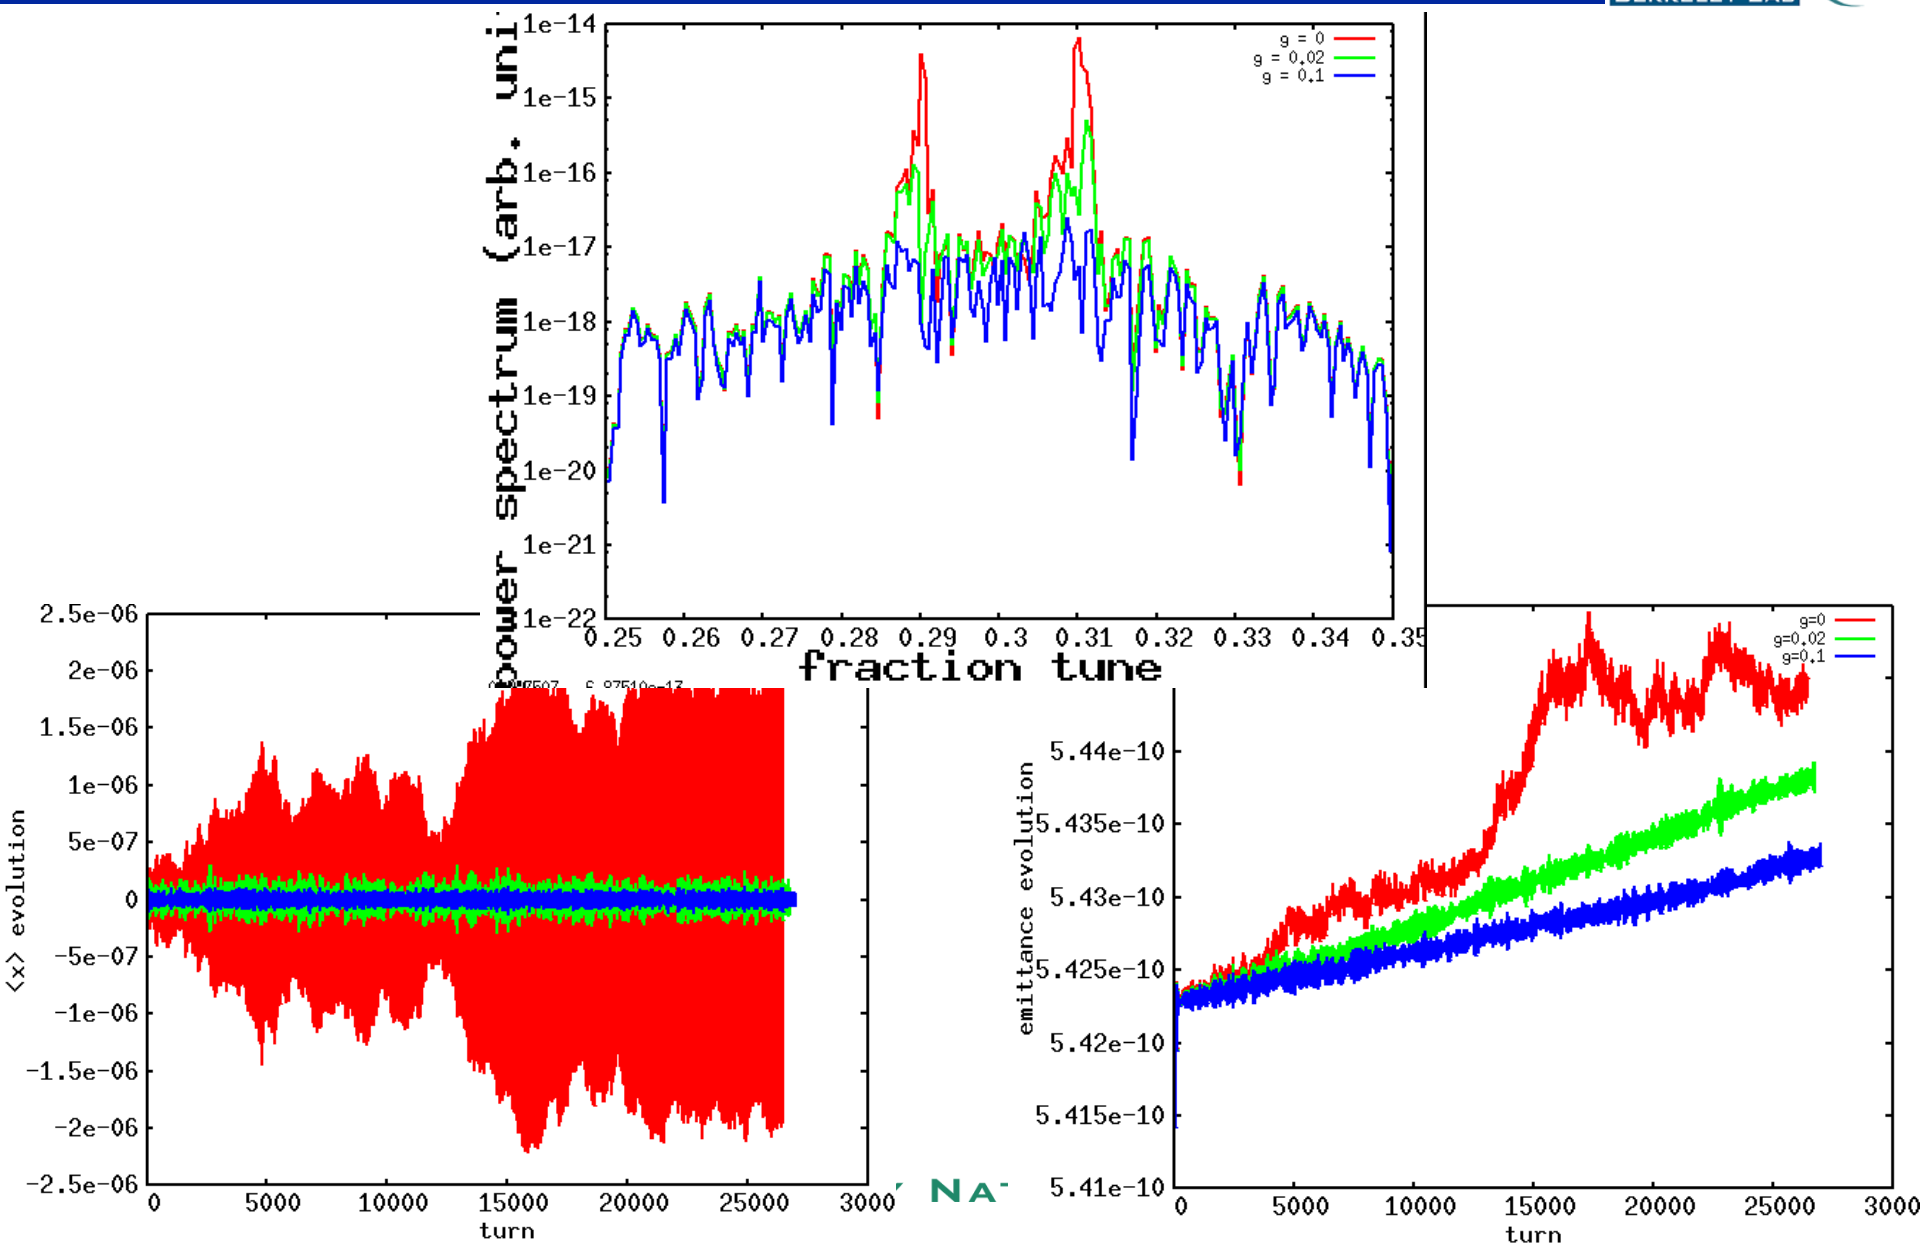 BERKELEY LAB
power spectrum (arb. uni
1e-14
1e-15
1e-16
1e-17
1e-18
1e-19
1e-20
1e-21
1e-22
g = 0
g = 0.02
g = 0.1
0.25 0.26 0.27 0.28 0.29 0.3 0.31 0.32 0.33 0.34 0.35
fraction tune
<x> evolution
2.5e-06
2e-06
1.5e-06
1e-06
5e-07
0
-5e-07
-1e-06
-1.5e-06
-2e-06
-2.5e-06
0 5000 10000 15000 20000 25000 3000
turn
NA
emittance evolution
g=0
g=0.02
g=0.1
5.44e-10
5.435e-10
5.43e-10
5.425e-10
5.42e-10
5.415e-10
5.41e-10
0 5000 10000 15000 20000 25000 3000
turn